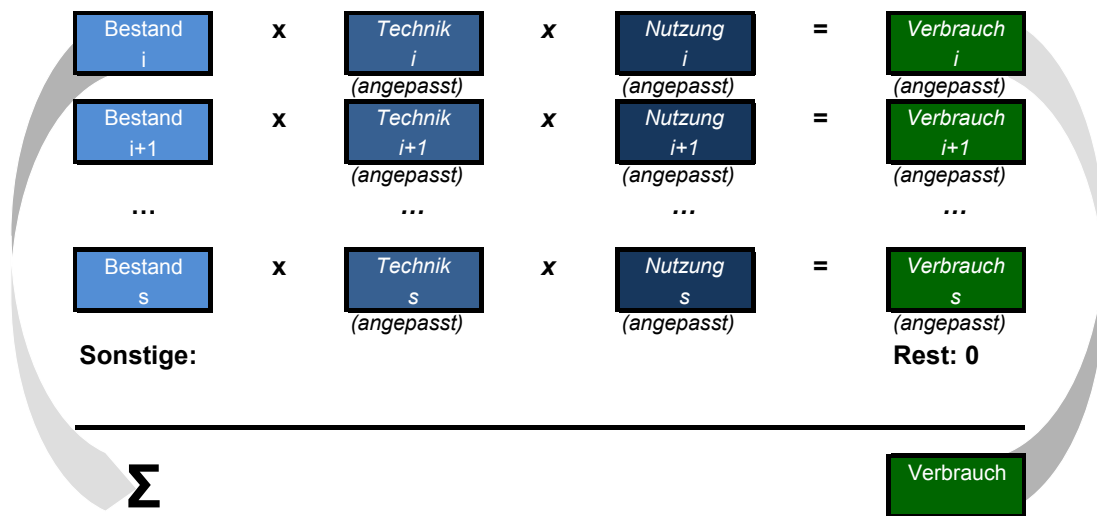 Bestand x Technik x Nutzung = Verbrauch
i i i i
(angepasst) (angepasst) (angepasst)
Bestand x Technik x Nutzung = Verbrauch
i+1 i+1 i+1 i+1
(angepasst) (angepasst) (angepasst)
... ... ... ...
Bestand x Technik x Nutzung = Verbrauch
s s s s
(angepasst) (angepasst) (angepasst)
Sonstige: Rest: 0
Σ Verbrauch